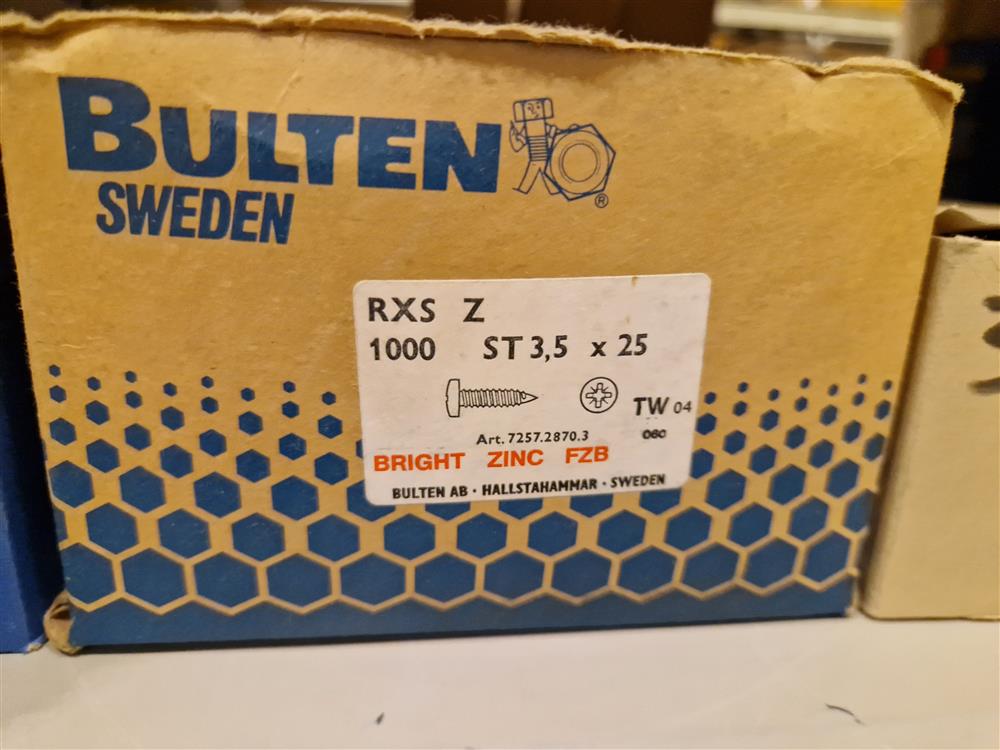 BULTEN
®
SWEDEN
RXS Z
1000 ST 3,5 x 25
TW 04
Art. 7257.2870.3 060
BRIGHT ZINC FZB
BULTEN AB · HALLSTAHAMMAR · SWEDEN